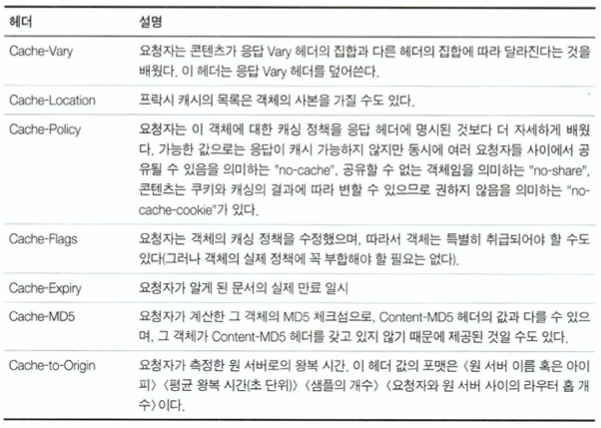 헤더 설명
Cache-Vary 요청자는 콘텐츠가 응답 Vary 헤더의 집합과 다른 헤더의 집합에 따라 달라진다는 것을
배웠다. 이 헤더는 응답 Vary 헤더를 덮어쓴다.
Cache-Location 프락시 캐시의 목록은 객체의 사본을 가질 수도 있다.
Cache-Policy 요청자는 이 객체에 대한 캐싱 정책을 응답 헤더에 명시된 것보다 더 자세하게 배웠
다. 가능한 값으로는 응답이 캐시 가능하지 않지만 동시에 여러 요청자들 사이에서 공
유될 수 있음을 의미하는 "no-cache", 공유할 수 없는 객체임을 의미하는 "no-share",
콘텐츠는 쿠키와 캐싱의 결과에 따라 변할 수 있으므로 권하지 않음을 의미하는 "no-
cache-cookie"가 있다.
Cache-Flags 요청자는 객체의 캐싱 정책을 수정했으며, 따라서 객체는 특별히 취급되어야 할 수도
있다(그러나 객체의 실제 정책에 꼭 부합해야 할 필요는 없다).
Cache-Expiry 요청자가 알게 된 문서의 실제 만료 일시
Cache-MD5 요청자가 계산한 그 객체의 MD5 체크섬으로, Content-MD5 헤더의 값과 다를 수 있으
며, 그 객체가 Content-MD5 헤더를 갖고 있지 않기 때문에 제공된 것일 수도 있다.
Cache-to-Origin 요청자가 측정한 원 서버로의 왕복 시간. 이 헤더 값의 포맷은 〈원 서버 이름 혹은 아이
피〉 〈평균 왕복 시간(초 단위)〉 〈샘플의 개수〉 〈요청자와 원 서버 사이의 라우터 홉 개
수〉이다.